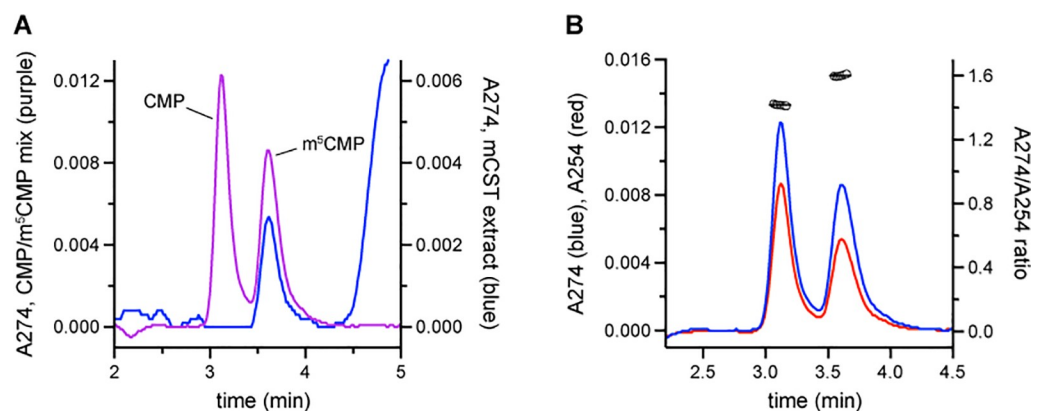 A
A274, CMP/m⁵CMP mix (purple)
0.012
0.008
0.004
0.000
CMP
m⁵CMP
0.006
0.004
0.002
0.000
A274, mCST extract (blue)
2
3
4
5
time (min)
B
A274 (blue), A254 (red)
0.016
0.012
0.008
0.004
0.000
1.6
1.2
0.8
0.4
0.0
A274/A254 ratio
2.5
3.0
3.5
4.0
4.5
time (min)